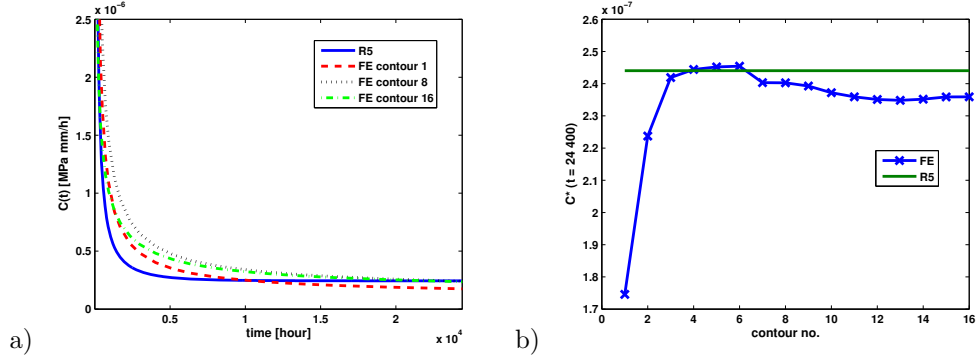 a)
x 10⁻⁶
2.5
2
1.5
1
0.5
0
C(t) [MPa mm/h]
R5
FE contour 1
FE contour 8
FE contour 16
0.5 1 1.5 2
x 10⁴
time [hour]
b)
x 10⁻⁷
2.6
2.5
2.4
2.3
2.2
2.1
2
1.9
1.8
1.7
C* (t = 24 400)
FE
R5
0 2 4 6 8 10 12 14 16
contour no.